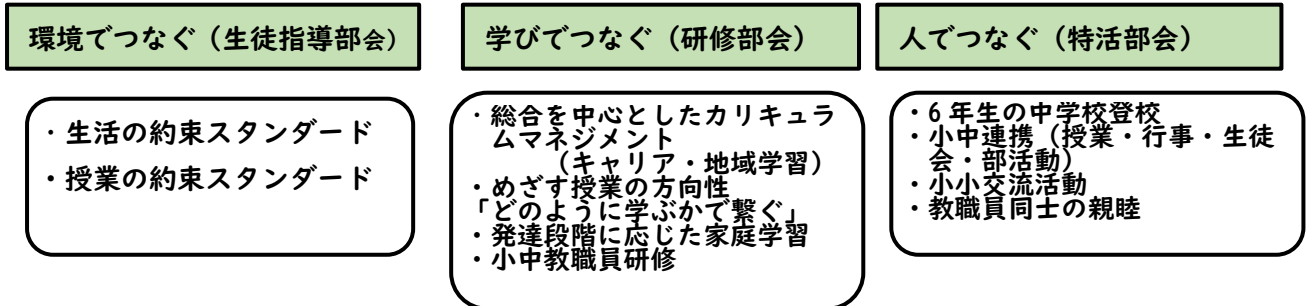 環境でつなぐ（生徒指導部会）
・生活の約束スタンダード
・授業の約束スタンダード
学びでつなぐ（研修部会）
・総合を中心としたカリキュラ
ムマネジメント
（キャリア・地域学習）
・めざす授業の方向性
「どのように学ぶかで繋ぐ」
・発達段階に応じた家庭学習
・小中教職員研修
人でつなぐ（特活部会）
・6年生の中学校登校
・小中連携（授業・行事・生徒
会・部活動）
・小小交流活動
・教職員同士の親睦